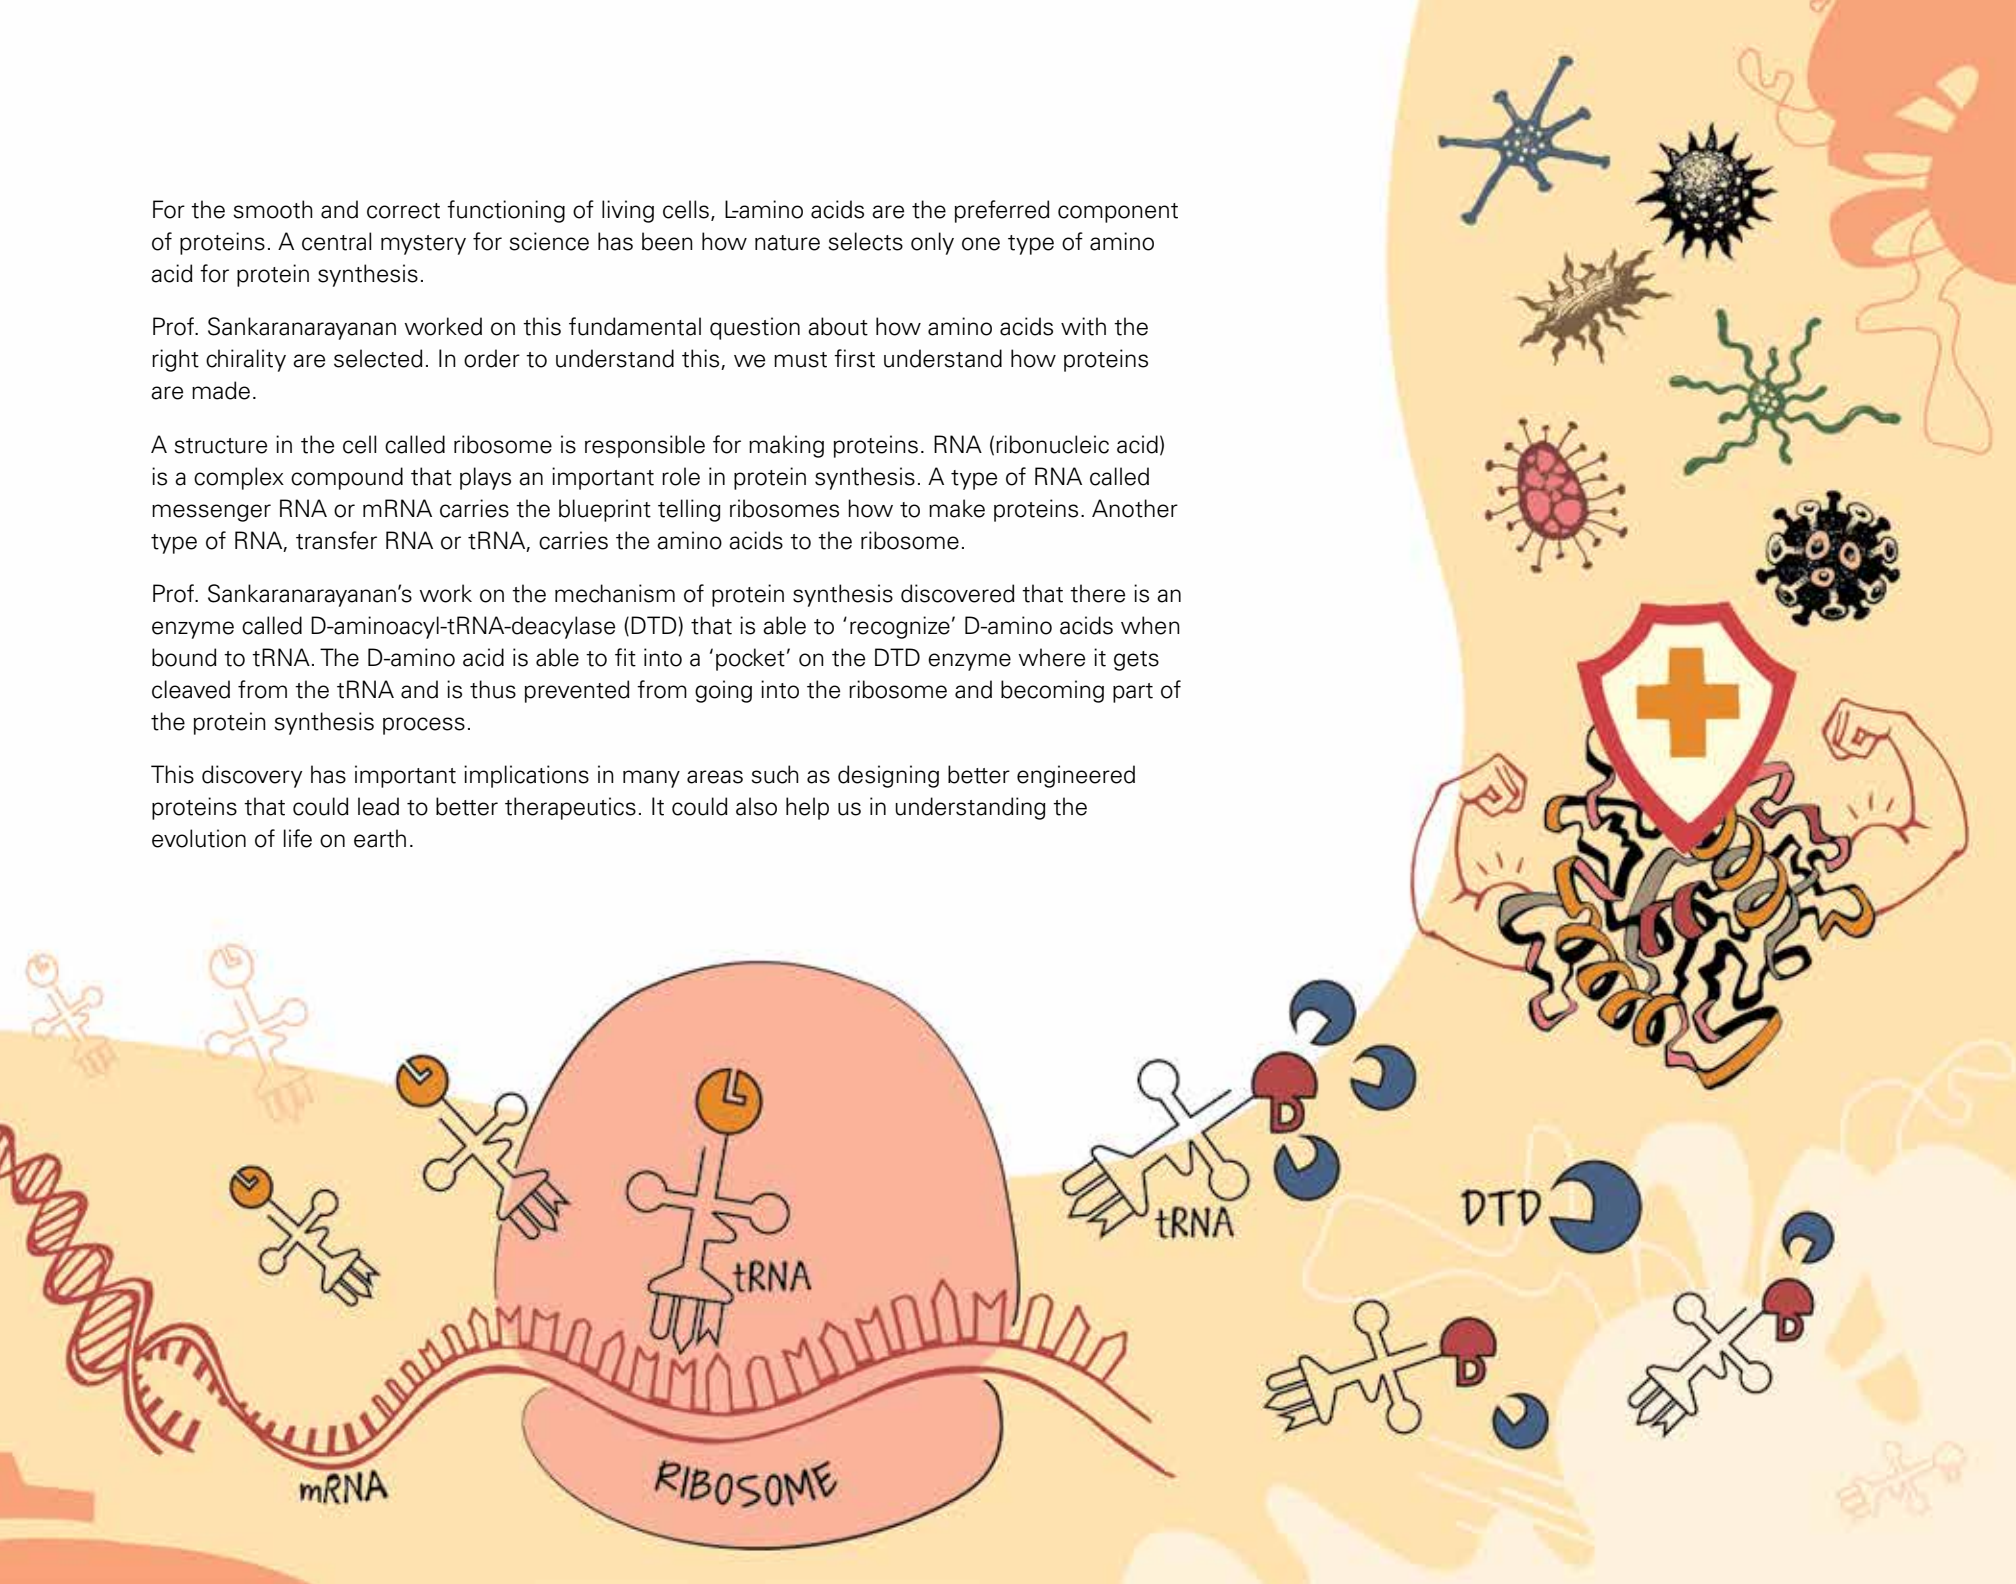 For the smooth and correct functioning of living cells, L-amino acids are the preferred component
of proteins. A central mystery for science has been how nature selects only one type of amino
acid for protein synthesis.
Prof. Sankaranarayanan worked on this fundamental question about how amino acids with the
right chirality are selected. In order to understand this, we must first understand how proteins
are made.
A structure in the cell called ribosome is responsible for making proteins. RNA (ribonucleic acid)
is a complex compound that plays an important role in protein synthesis. A type of RNA called
messenger RNA or mRNA carries the blueprint telling ribosomes how to make proteins. Another
type of RNA, transfer RNA or tRNA, carries the amino acids to the ribosome.
Prof. Sankaranarayanan’s work on the mechanism of protein synthesis discovered that there is an
enzyme called D-aminoacyl-tRNA-deacylase (DTD) that is able to ‘recognize’ D-amino acids when
bound to tRNA. The D-amino acid is able to fit into a ‘pocket’ on the DTD enzyme where it gets
cleaved from the tRNA and is thus prevented from going into the ribosome and becoming part of
the protein synthesis process.
This discovery has important implications in many areas such as designing better engineered
proteins that could lead to better therapeutics. It could also help us in understanding the
evolution of life on earth.
L
L
L
L
L
tRNA
mRNA
RIBOSOME
D
tRNA
DTD
D
D